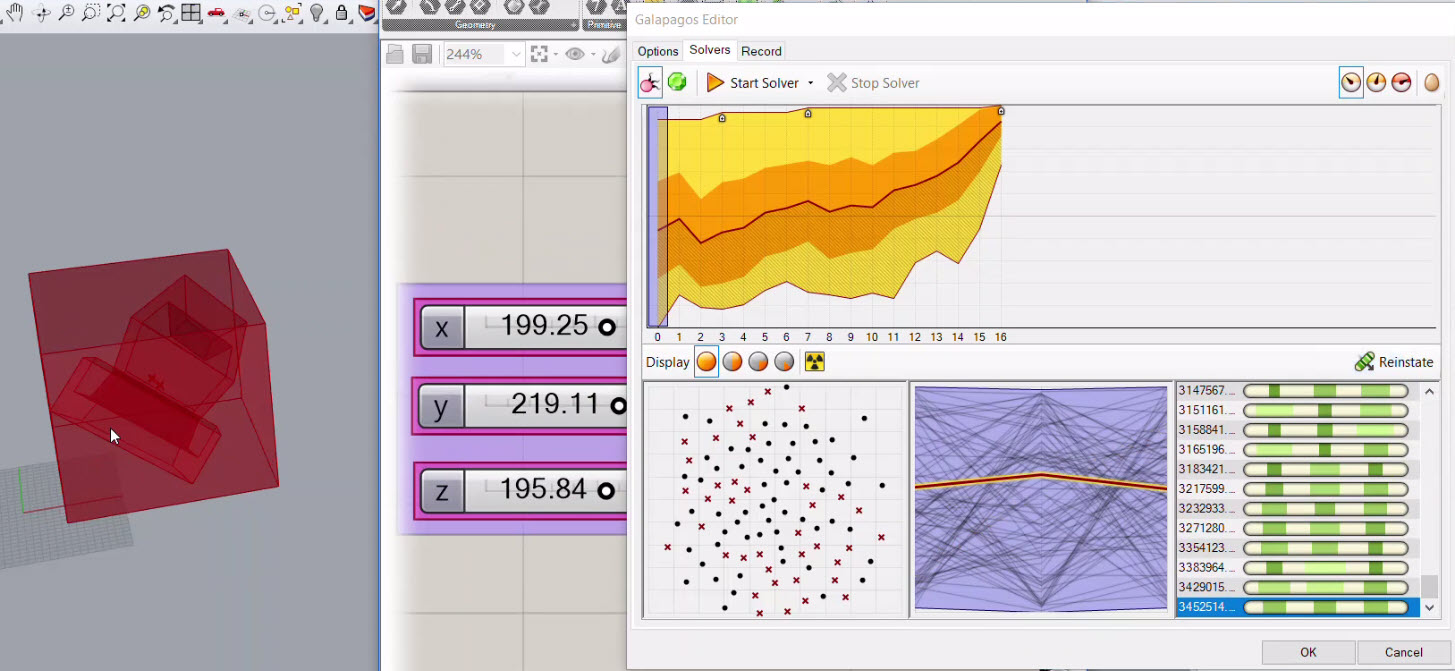 Galapagos Editor
Geometry
Primitive
Options Solvers Record
244%
Start Solver Stop Solver
0 1 2 3 4 5 6 7 8 9 10 11 12 13 14 15 16
x 199.25
y 219.11
z 195.84
Display Reinstate
3147567...
3151161...
3158841...
3165196...
3183421...
3217599...
3232933...
3271280...
3354123...
3383964...
3429015...
3452514...
OK Cancel